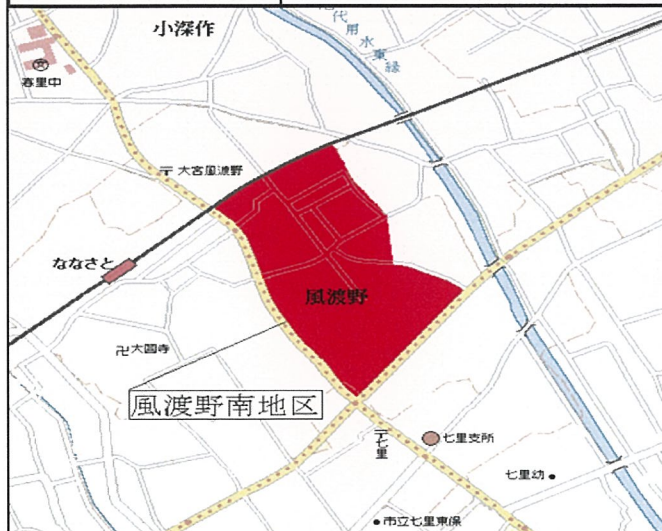 小深作
代用水東縁
文
春里中
〒大宮風渡野
ななさと
風渡野
卍大圓寺
風渡野南地区
〒七里
七里支所
七里幼
市立七里東保